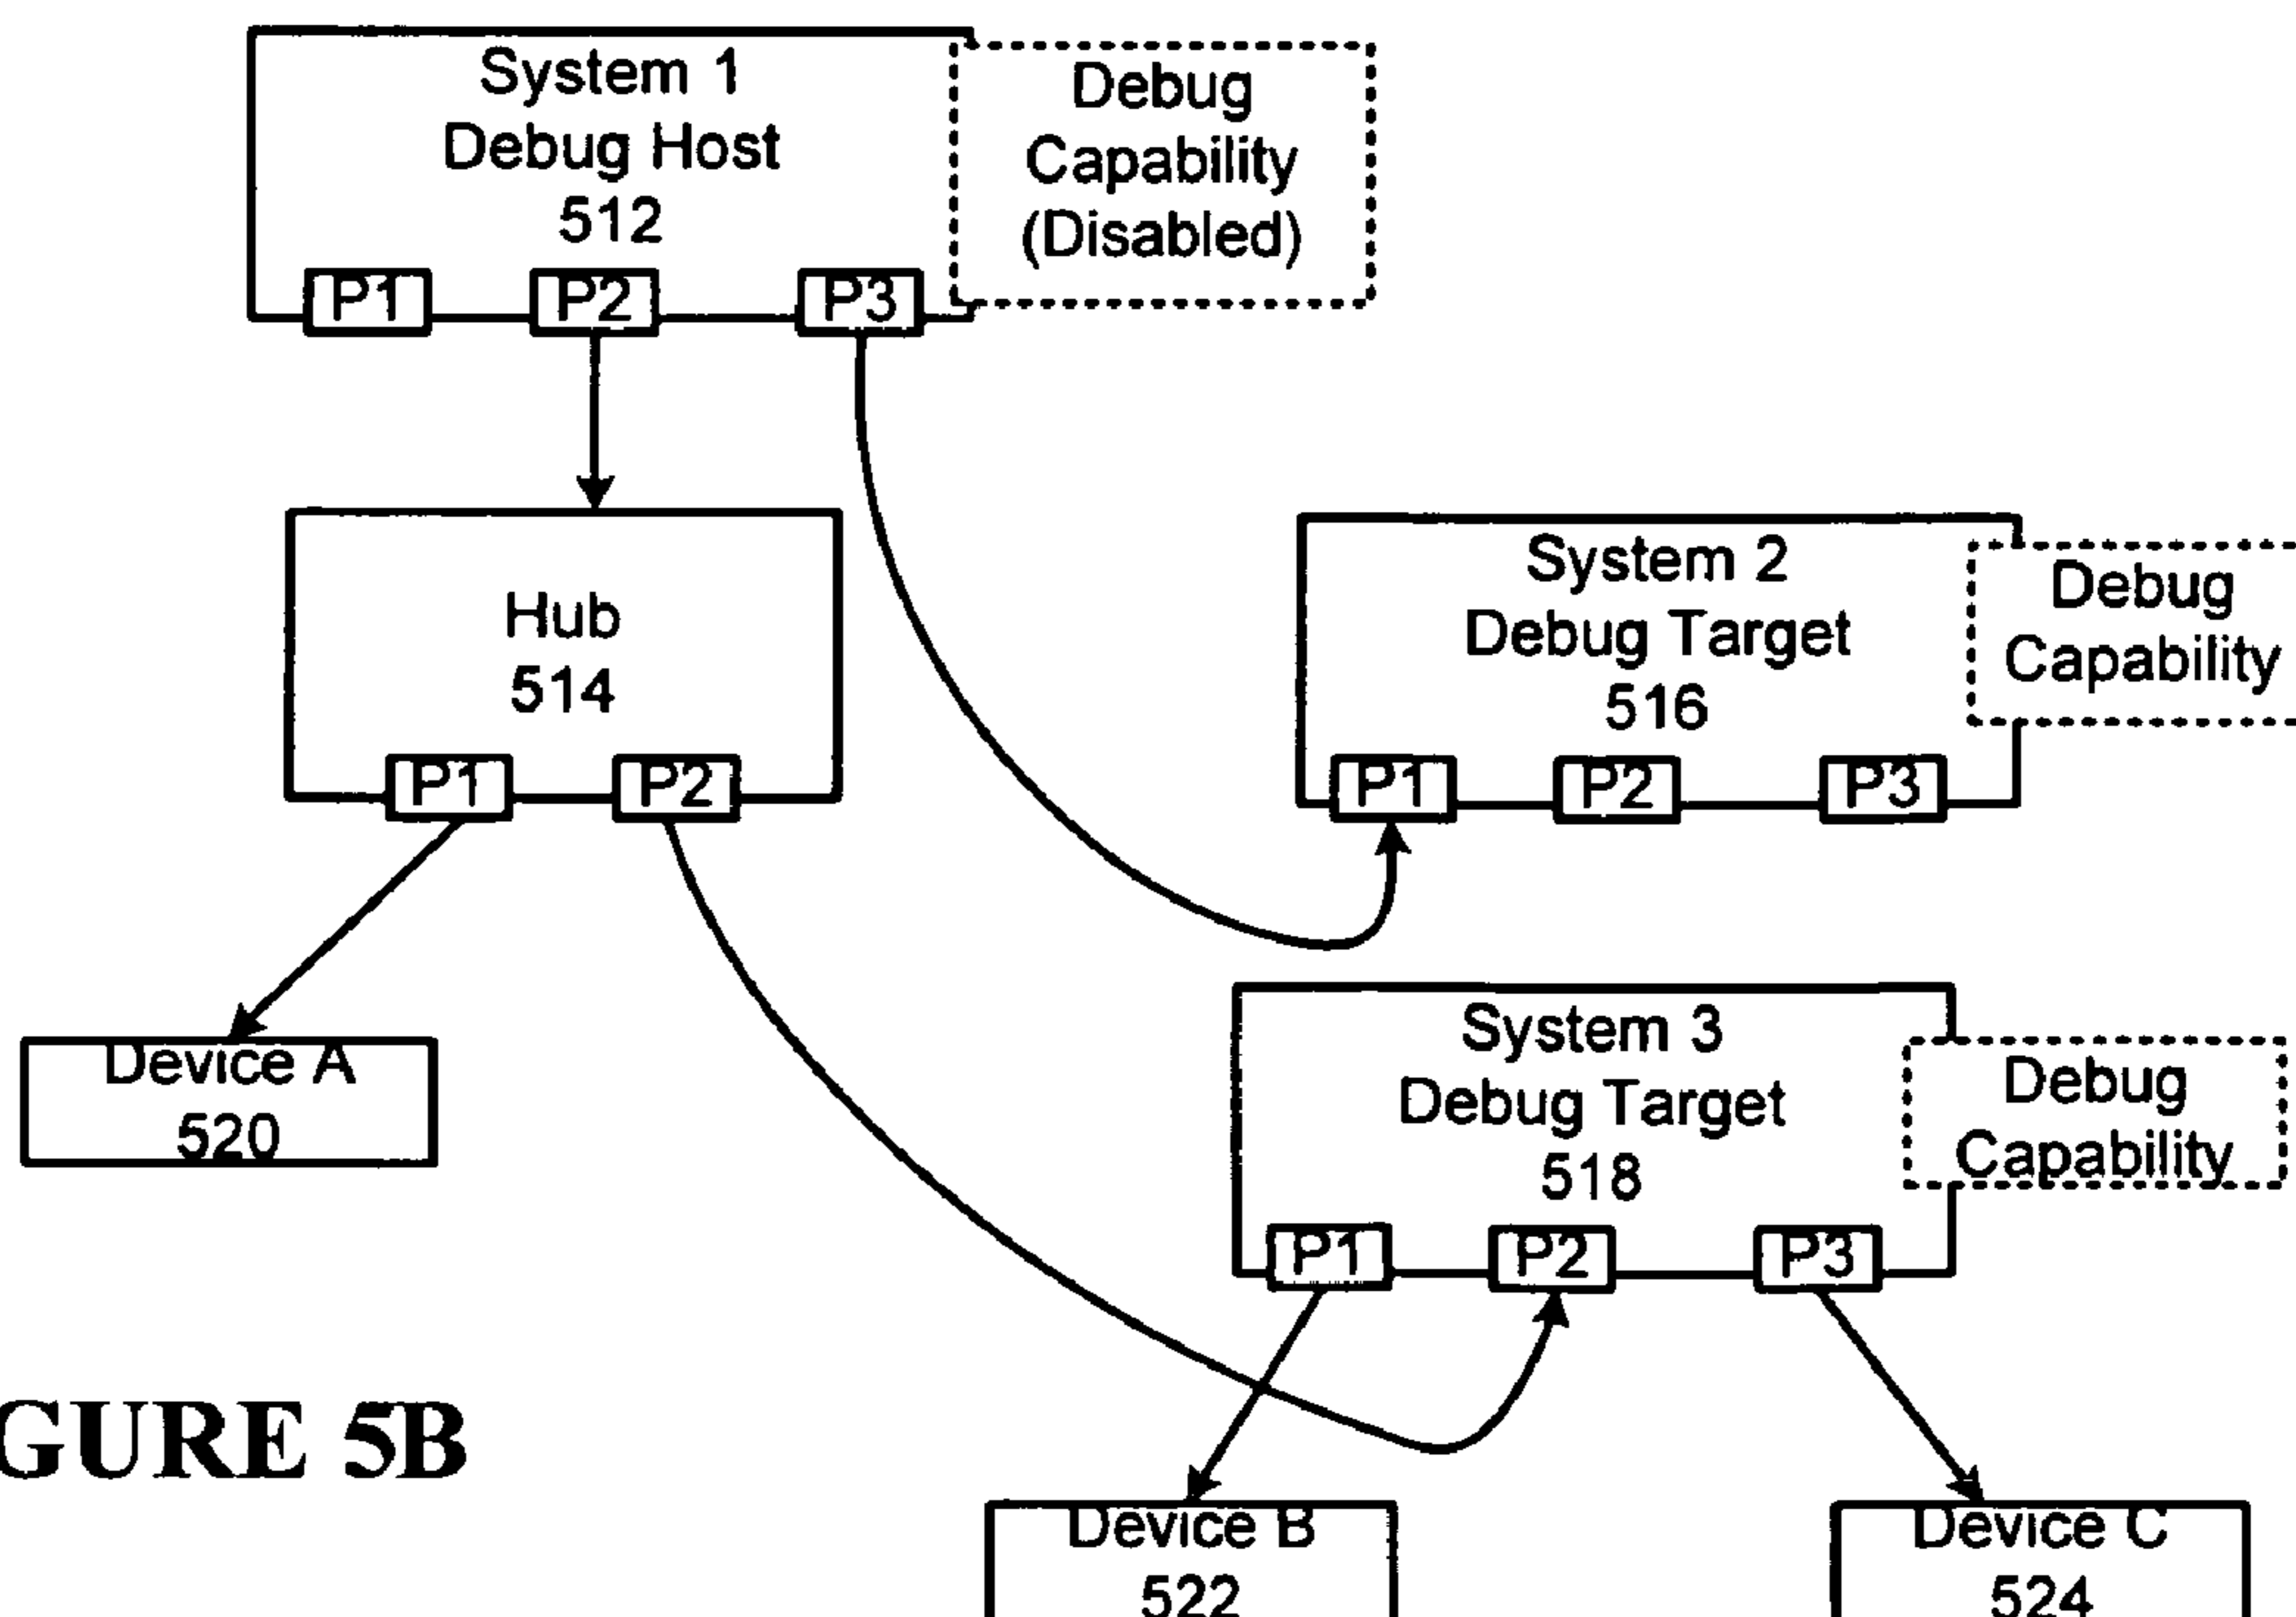 System 1
Debug Host
512
P1
P2
P3
Debug
Capability
(Disabled)
Hub
514
P1
P2
System 2
Debug Target
516
P1
P2
P3
Debug
Capability
Device A
520
System 3
Debug Target
518
P1
P2
P3
Debug
Capability
GURE 5B
Device B
522
Device C
524